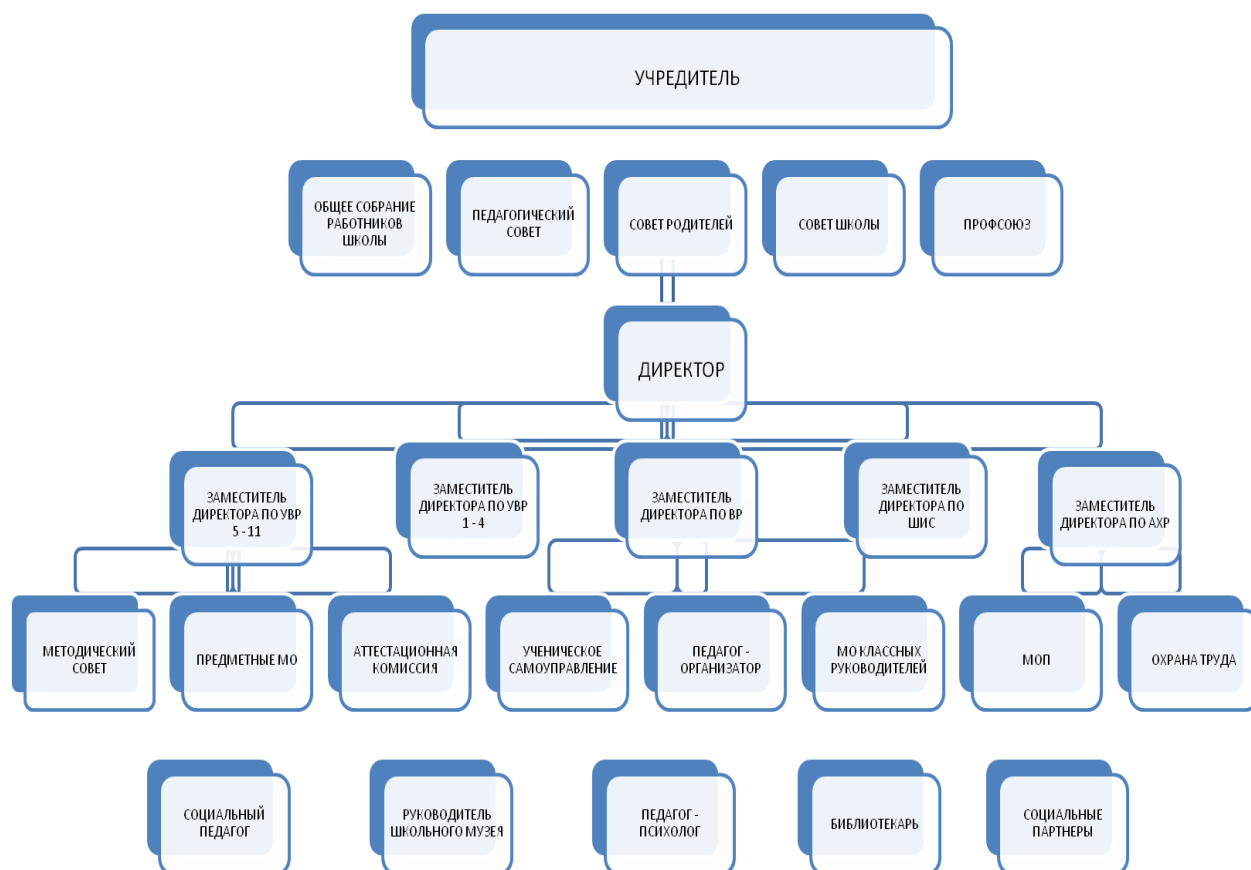 УЧРЕДИТЕЛЬ
ОБЩЕЕ СОБРАНИЕ
РАБОТНИКОВ
ШКОЛЫ
ПЕДАГОГИЧЕСКИЙ
СОВЕТ
СОВЕТ РОДИТЕЛЕЙ
СОВЕТ ШКОЛЫ
ПРОФСОЮЗ
ДИРЕКТОР
ЗАМЕСТИТЕЛЬ
ДИРЕКТОРА ПО УВР
5 - 11
ЗАМЕСТИТЕЛЬ
ДИРЕКТОРА ПО УВР
1 - 4
ЗАМЕСТИТЕЛЬ
ДИРЕКТОРА ПО ВР
ЗАМЕСТИТЕЛЬ
ДИРЕКТОРА ПО
ШИС
ЗАМЕСТИТЕЛЬ
ДИРЕКТОРА ПО АХР
МЕТОДИЧЕСКИЙ
СОВЕТ
ПРЕДМЕТНЫЕ МО
АТТЕСТАЦИОННАЯ
КОМИССИЯ
УЧЕНИЧЕСКОЕ
САМОУПРАВЛЕНИЕ
ПЕДАГОГ -
ОРГАНИЗАТОР
МО КЛАССНЫХ
РУКОВОДИТЕЛЕЙ
МОП
ОХРАНА ТРУДА
СОЦИАЛЬНЫЙ
ПЕДАГОГ
РУКОВОДИТЕЛЬ
ШКОЛЬНОГО МУЗЕЯ
ПЕДАГОГ -
ПСИХОЛОГ
БИБЛИОТЕКАРЬ
СОЦИАЛЬНЫЕ
ПАРТНЕРЫ